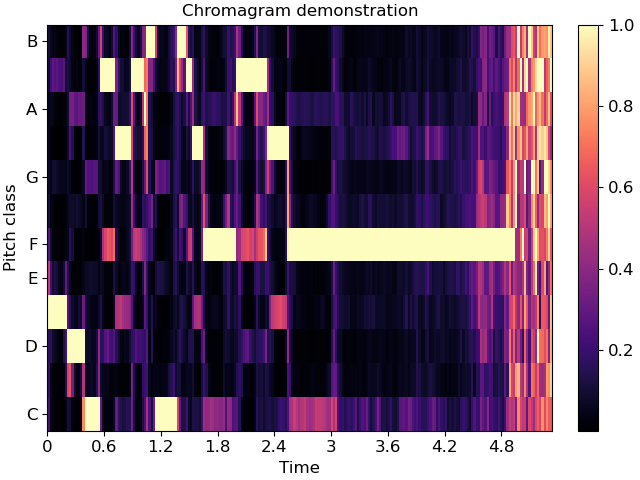 Chromagram demonstration
B
A
G
F
E
D
C
Pitch class
0 0.6 1.2 1.8 2.4 3 3.6 4.2 4.8
Time
1.0
0.8
0.6
0.4
0.2